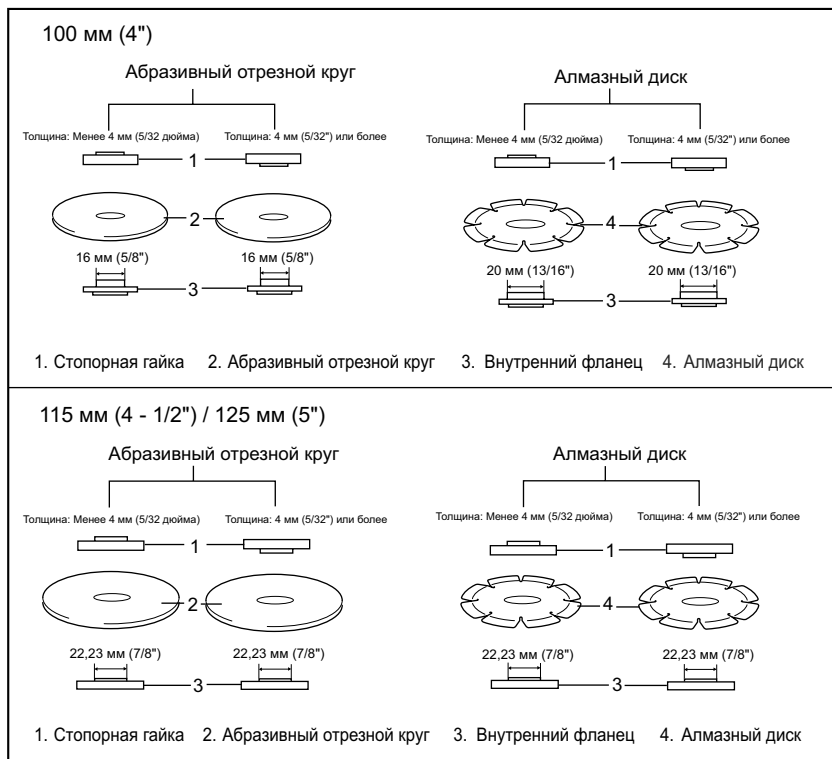 100 мм (4")
Абразивный отрезной круг
Алмазный диск
Толщина: Менее 4 мм (5/32 дюйма)
Толщина: 4 мм (5/32") или более
Толщина: Менее 4 мм (5/32 дюйма)
Толщина: 4 мм (5/32") или более
1
1
2
4
16 мм (5/8")
16 мм (5/8")
20 мм (13/16")
20 мм (13/16")
3
3
1. Стопорная гайка 2. Абразивный отрезной круг 3. Внутренний фланец 4. Алмазный диск
115 мм (4 - 1/2") / 125 мм (5")
Абразивный отрезной круг
Алмазный диск
Толщина: Менее 4 мм (5/32 дюйма)
Толщина: 4 мм (5/32") или более
Толщина: Менее 4 мм (5/32 дюйма)
Толщина: 4 мм (5/32") или более
1
1
2
4
22,23 мм (7/8")
22,23 мм (7/8")
22,23 мм (7/8")
22,23 мм (7/8")
3
3
1. Стопорная гайка 2. Абразивный отрезной круг 3. Внутренний фланец 4. Алмазный диск